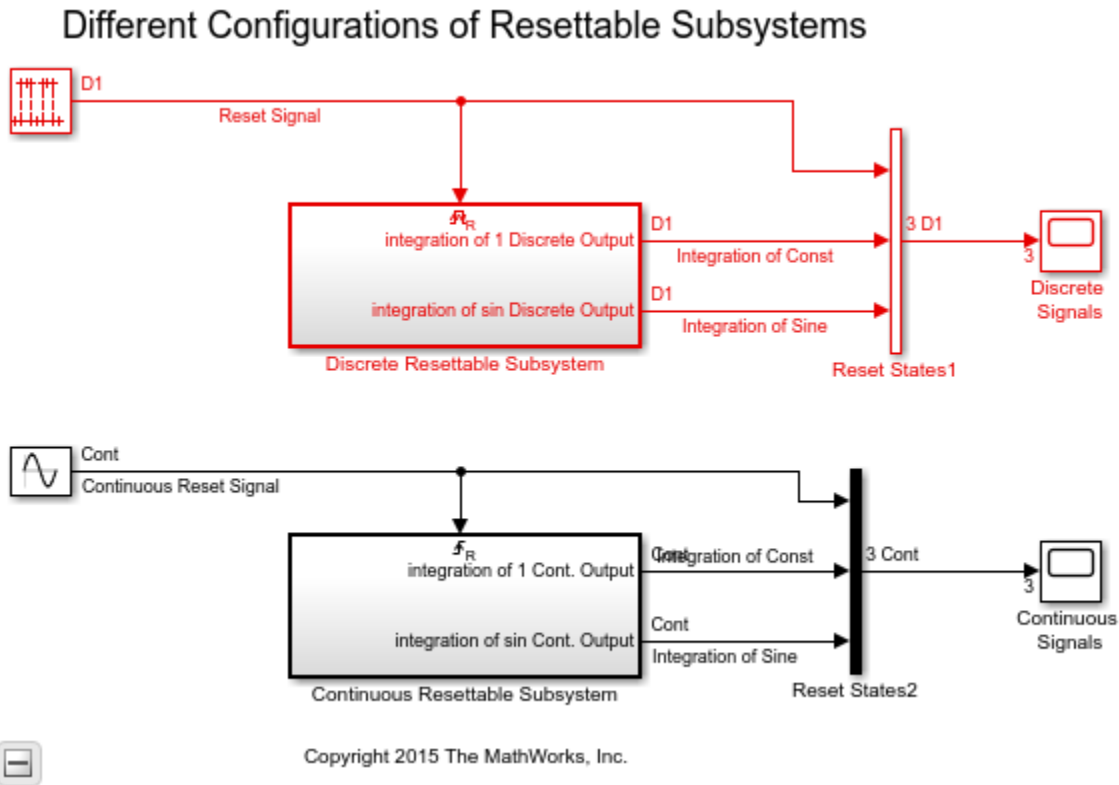 Different Configurations of Resettable Subsystems
D1
Reset Signal
R
integration of 1 Discrete Output
D1
Integration of Const
3 D1
3
integration of sin Discrete Output
D1
Integration of Sine
Discrete
Signals
Discrete Resettable Subsystem
Reset States1
Cont
Continuous Reset Signal
R
integration of 1 Cont. Output
Cont
Integration of Const
3 Cont
3
integration of sin Cont. Output
Cont
Integration of Sine
Continuous
Signals
Continuous Resettable Subsystem
Reset States2
Copyright 2015 The MathWorks, Inc.